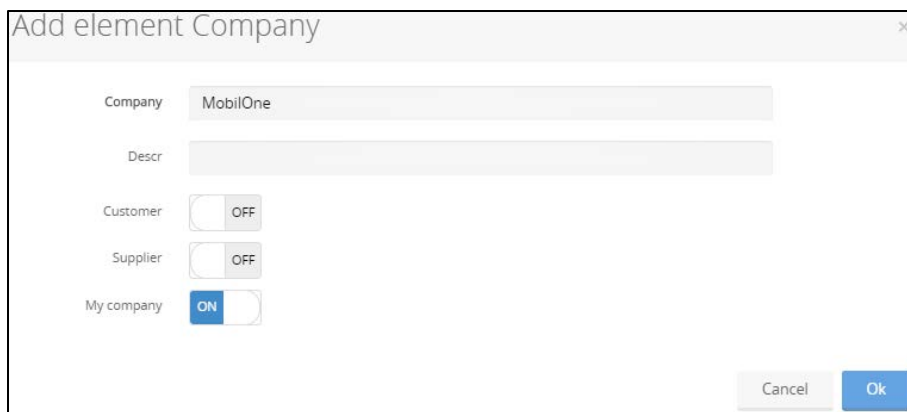 Add element Company ×
Company MobilOne
Descr
Customer OFF
Supplier OFF
My company ON
Cancel Ok